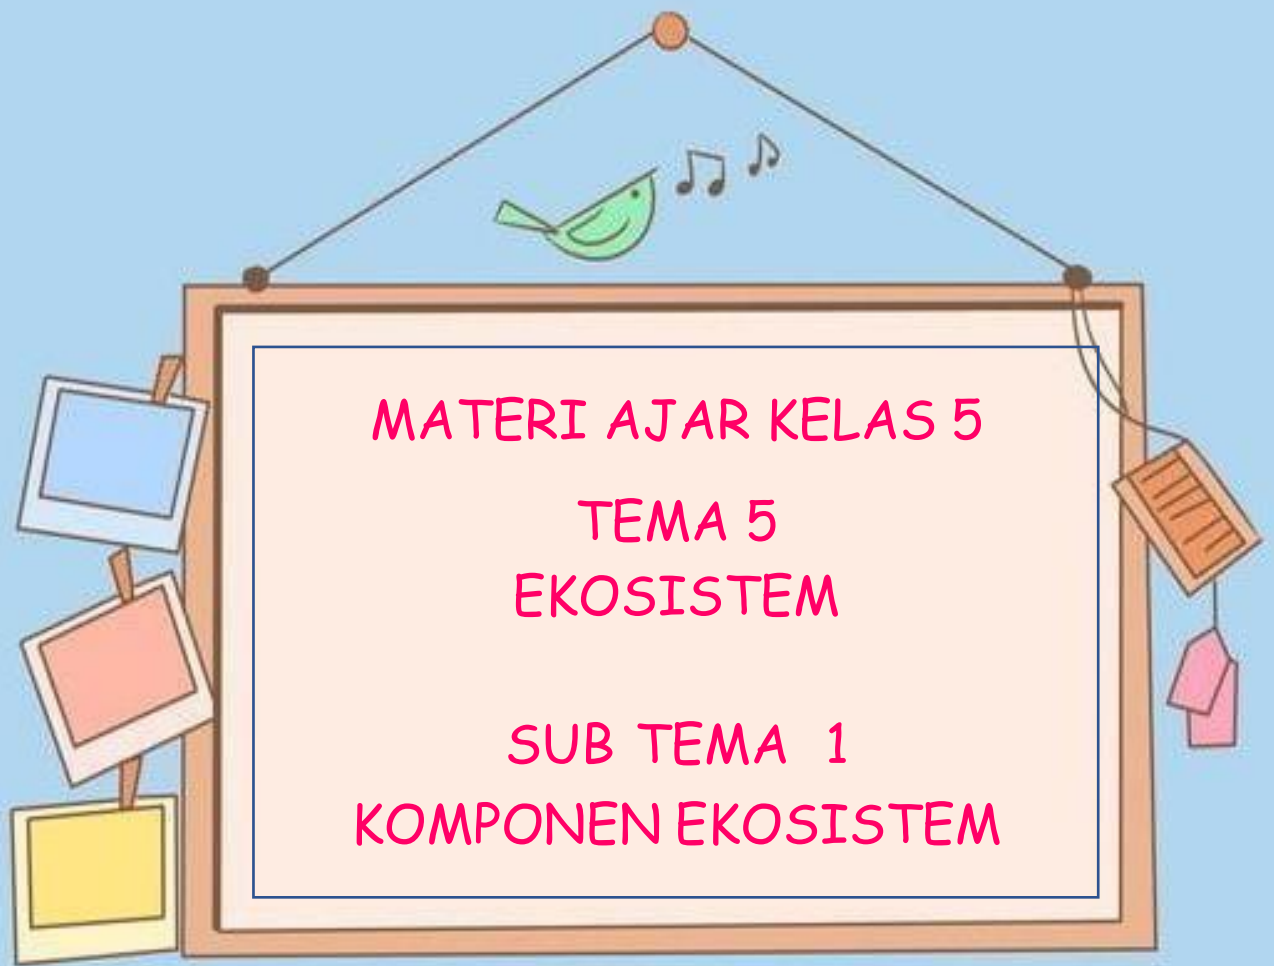 MATERI AJAR KELAS 5
TEMA 5
EKOSISTEM
SUB TEMA 1
KOMPONEN EKOSISTEM